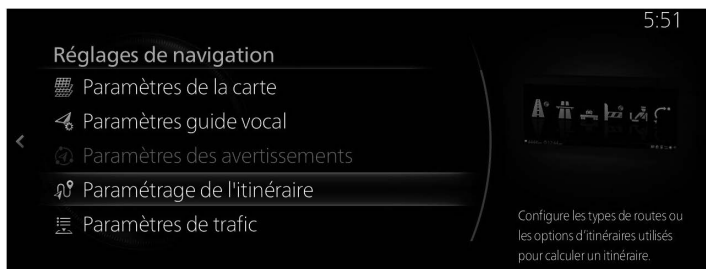 5:51
Réglages de navigation
Paramètres de la carte
Paramètres guide vocal
Paramètres des avertissements
Paramétrage de l'itinéraire
Paramètres de trafic
Configure les types de routes ou
les options d'itinéraires utilisés
pour calculer un itinéraire.